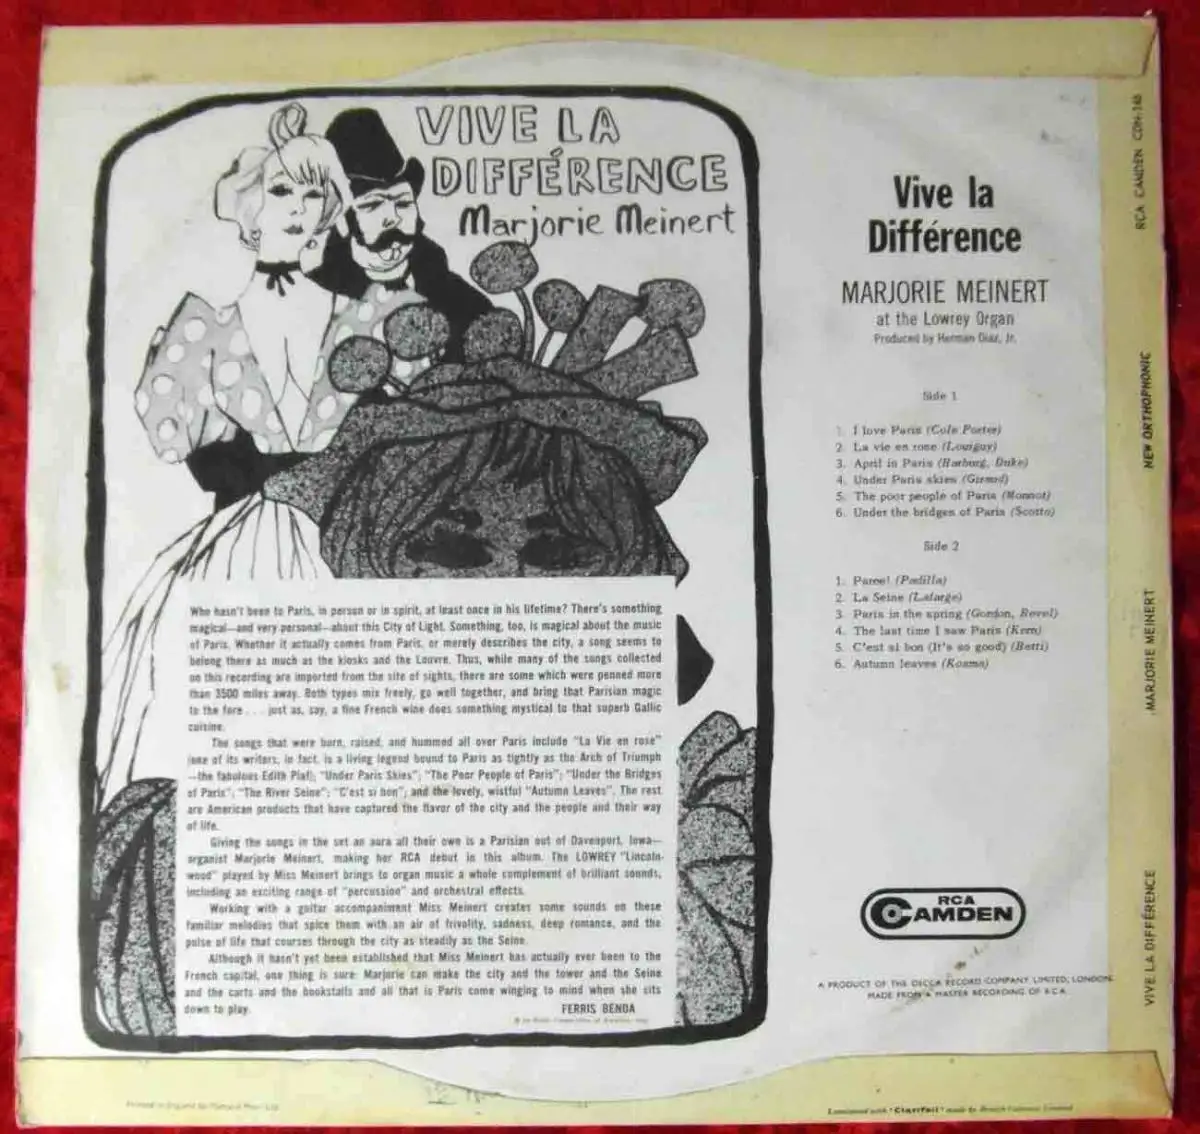 VIVE LA
DIFFÉRENCE
Marjorie Meinert
Who hasn't been to Paris, in person or in spirit, at least once in his lifetime? There's something
magical—and very personal—about this City of Light. Something, too, is magical about the music
of Paris. Whether it actually comes from Paris, or merely describes the city, a song seems to
belong there as much as the kiosks and the Louvre. Thus, while many of the songs collected
on this recording are imported from the site of sights, there are some which were penned more
than 3500 miles away. Both types mix freely, go well together, and bring that Parisian magic
to the fore . . . just as, say, a fine French wine does something mystical to that superb Gallic
cuisine.
The songs that were born, raised, and hummed all over Paris include "La Vie en rose"
(one of its writers, in fact, is a living legend bound to Paris as tightly as the Arch of Triumph
—the fabulous Edith Piaf); "Under Paris Skies"; "The Poor People of Paris"; "Under the Bridges
of Paris"; "The River Seine"; "C'est si bon"; and the lovely, wistful "Autumn Leaves". The rest
are American products that have captured the flavor of the city and the people and their way
of life.
Giving the songs in the set an aura all their own is a Parisian out of Davenport, Iowa—
organist Marjorie Meinert, making her RCA debut in this album. The LOWREY "Lincoln-
wood" played by Miss Meinert brings to organ music a whole complement of brilliant sounds,
including an exciting range of "percussion" and orchestral effects.
Working with a guitar accompaniment Miss Meinert creates some sounds on these
familiar melodies that spice them with an air of frivolity, sadness, deep romance, and the
pulse of life that courses through the city as steadily as the Seine.
Although it hasn't yet been established that Miss Meinert has actually ever been to the
French capital, one thing is sure: Marjorie can make the city and the tower and the Seine
and the carts and the bookstalls and all that is Paris come winging to mind when she sits
down to play. FERRIS BENDA
Vive la
Différence
MARJORIE MEINERT
at the Lowrey Organ
Produced by Herman Diaz, Jr.
Side 1
1. I love Paris (Cole Porter)
2. La vie en rose (Louiguy)
3. April in Paris (Harburg, Duke)
4. Under Paris skies (Giraud)
5. The poor people of Paris (Monnot)
6. Under the bridges of Paris (Scotto)
Side 2
1. Paree! (Padilla)
2. La Seine (Lafarge)
3. Paris in the spring (Gordon, Revel)
4. The last time I saw Paris (Kern)
5. C'est si bon (It's so good) (Betti)
6. Autumn leaves (Kosma)
RCA
CAMDEN
A PRODUCT OF THE DECCA RECORD COMPANY LIMITED, LONDON
MADE FROM A MASTER RECORDING OF R.C.A.
RCA CAMDEN CDN-146
NEW ORTHOPHONIC
MARJORIE MEINERT
VIVE LA DIFFÉRENCE
Laminated with 'Clarifoil' made by British Celanese Limited